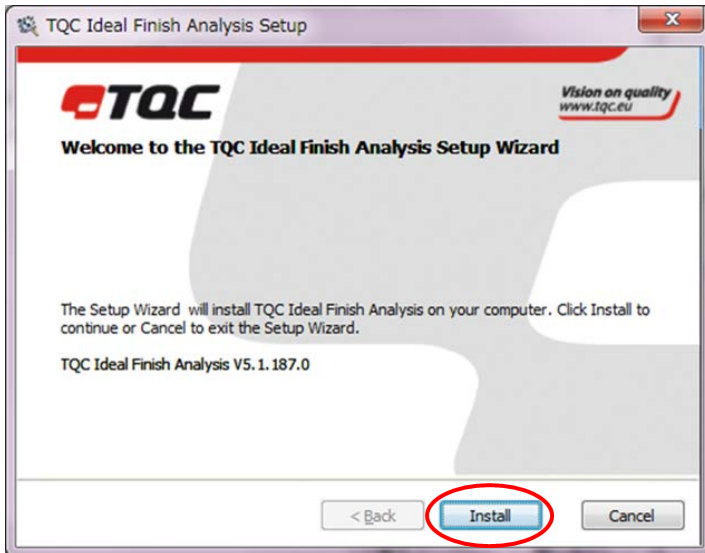 TQC Ideal Finish Analysis Setup
TQC
Vision on quality
www.tqc.eu
Welcome to the TQC Ideal Finish Analysis Setup Wizard
The Setup Wizard will install TQC Ideal Finish Analysis on your computer. Click Install to
continue or Cancel to exit the Setup Wizard.
TQC Ideal Finish Analysis V5.1.187.0
< Back
Install
Cancel